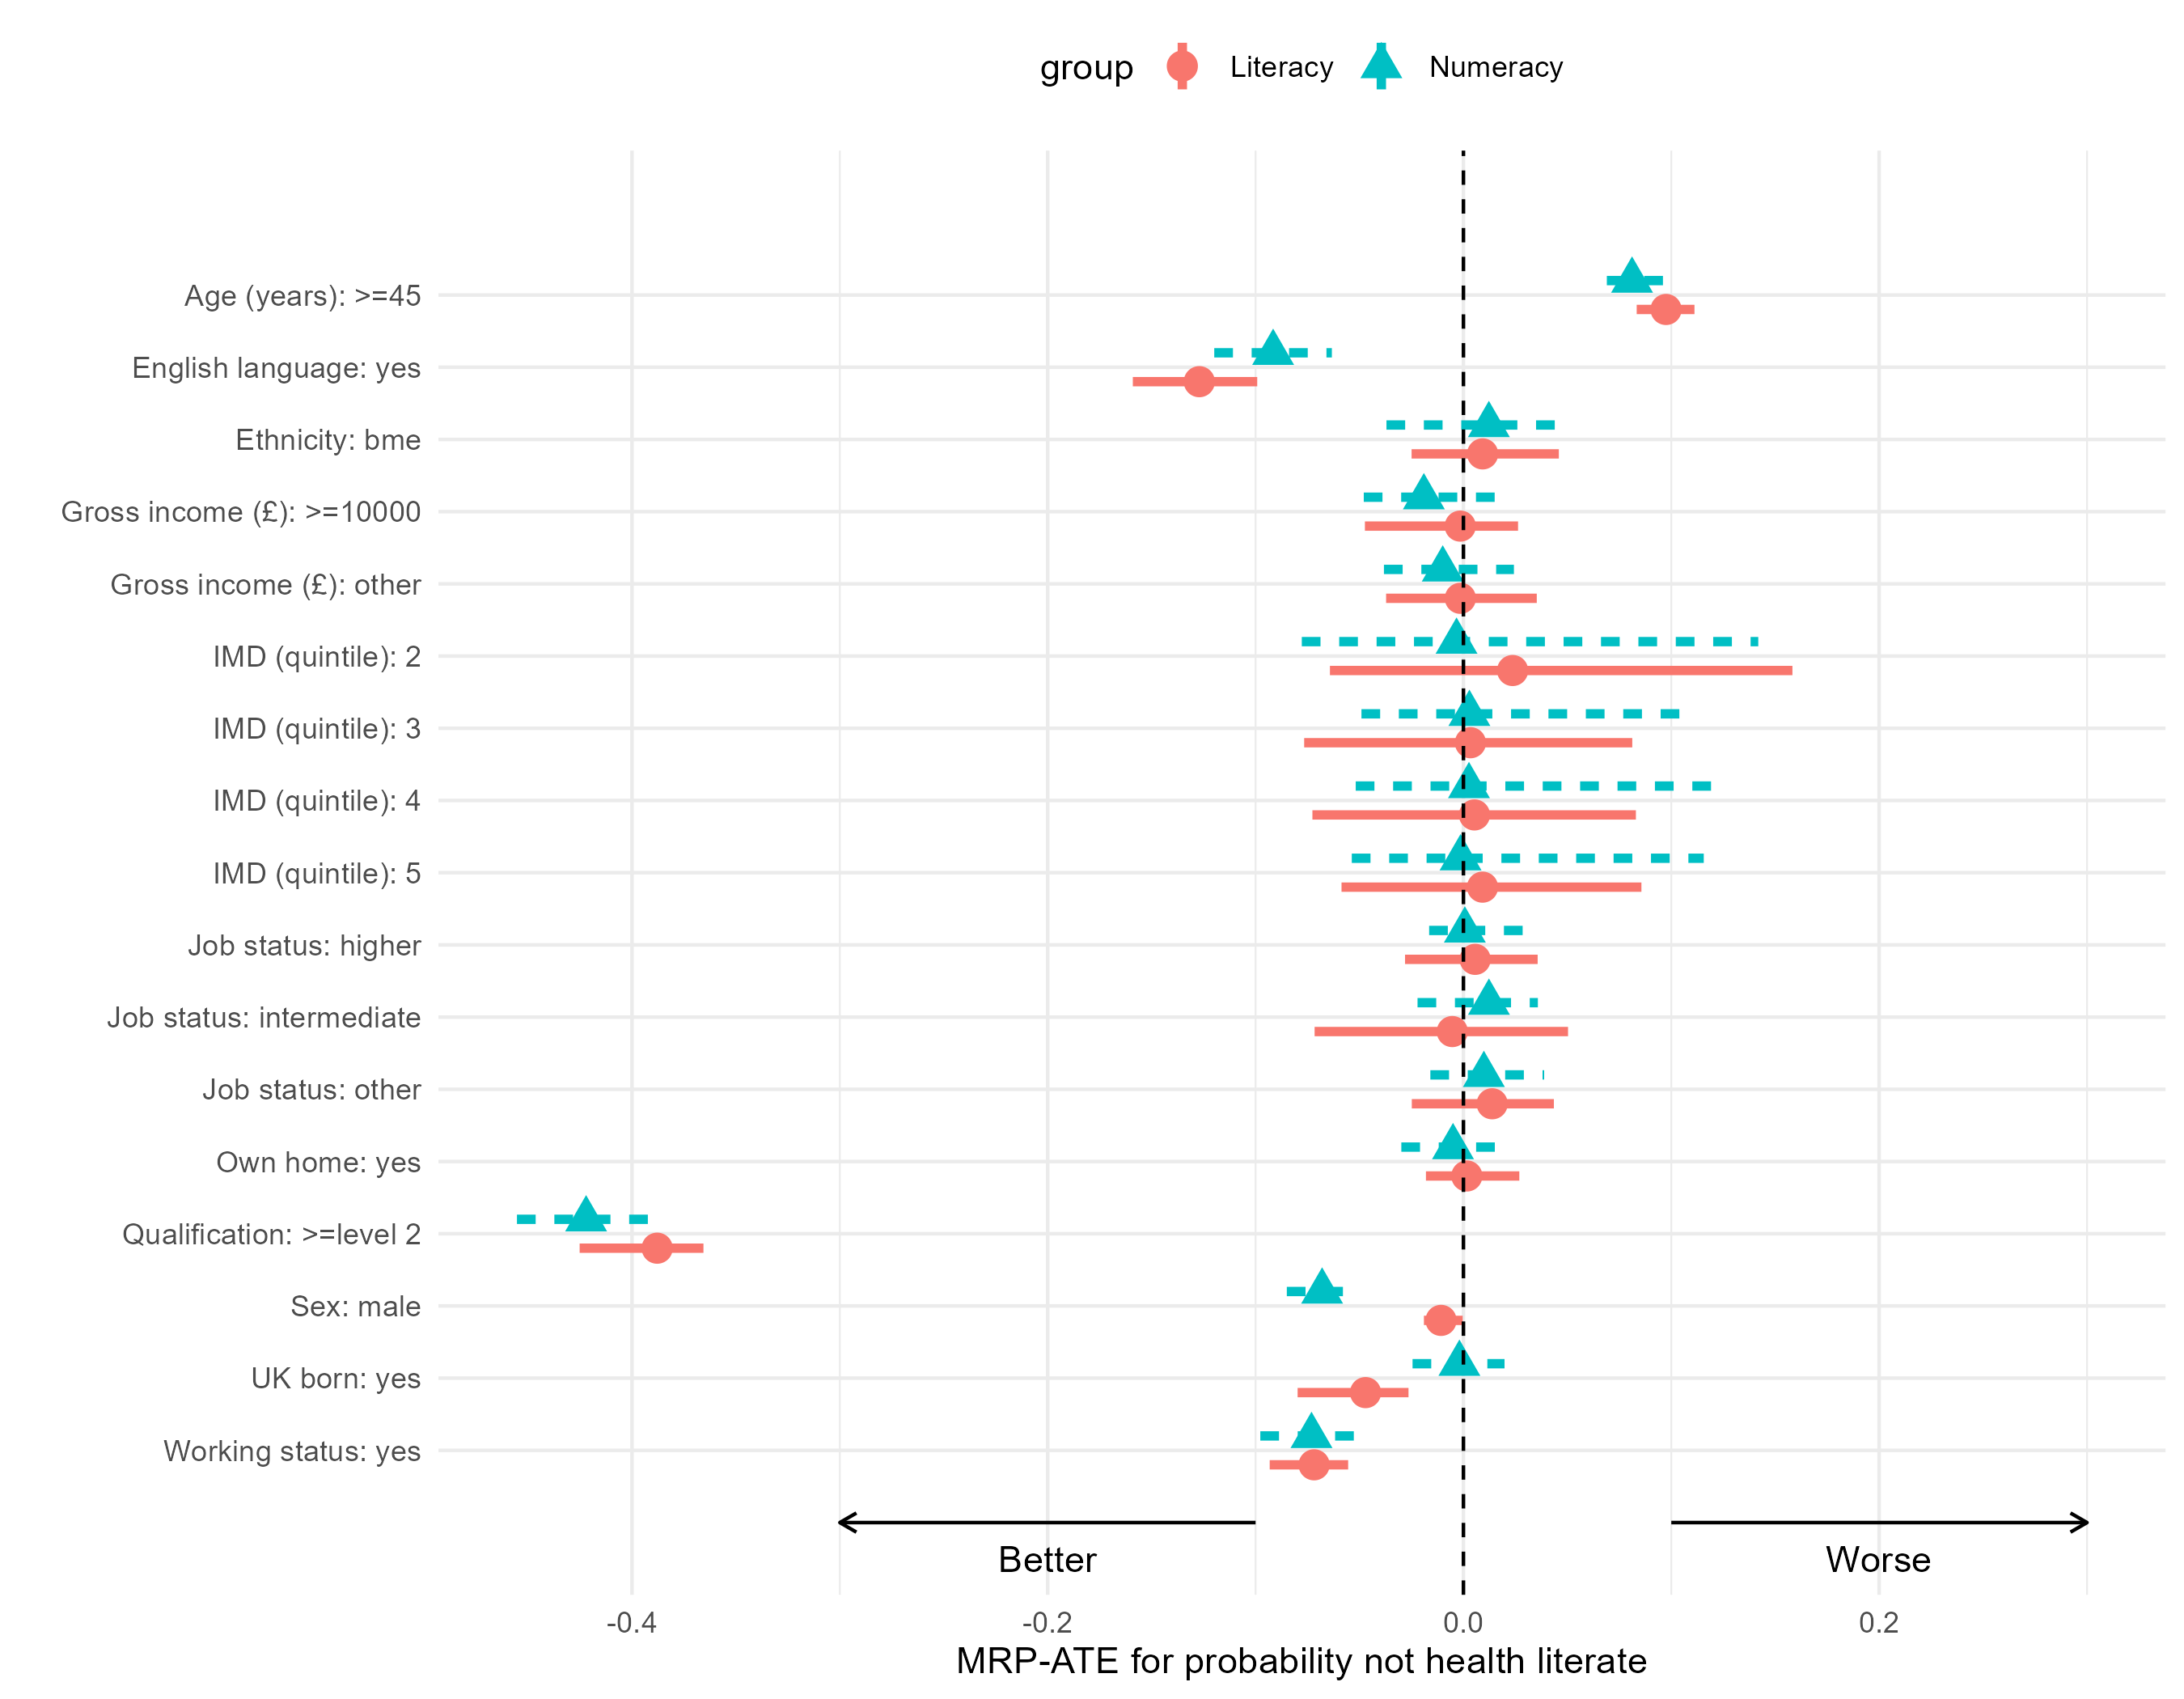 group Literacy Numeracy
Age (years): >=45
English language: yes
Ethnicity: bme
Gross income (£): >=10000
Gross income (£): other
IMD (quintile): 2
IMD (quintile): 3
IMD (quintile): 4
IMD (quintile): 5
Job status: higher
Job status: intermediate
Job status: other
Own home: yes
Qualification: >=level 2
Sex: male
UK born: yes
Working status: yes
Better Worse
-0.4 -0.2 0.0 0.2
MRP-ATE for probability not health literate